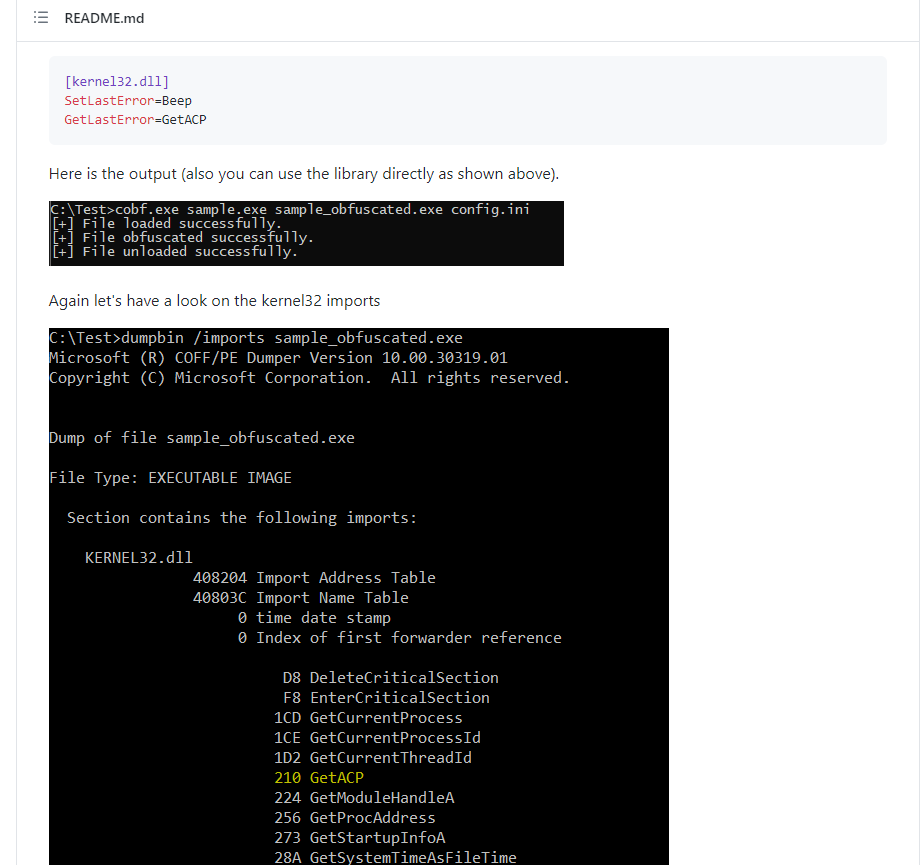 README.md
[kernel32.dll]
SetLastError=Beep
GetLastError=GetACP
Here is the output (also you can use the library directly as shown above).
C:\Test>cobf.exe sample.exe sample_obfuscated.exe config.ini
[+] File loaded successfully.
[+] File obfuscated successfully.
[+] File unloaded successfully.
Again let's have a look on the kernel32 imports
C:\Test>dumpbin /imports sample_obfuscated.exe
Microsoft (R) COFF/PE Dumper Version 10.00.30319.01
Copyright (C) Microsoft Corporation.  All rights reserved.
Dump of file sample_obfuscated.exe
File Type: EXECUTABLE IMAGE
Section contains the following imports:
KERNEL32.dll
408204 Import Address Table
40803C Import Name Table
0 time date stamp
0 Index of first forwarder reference
D8 DeleteCriticalSection
F8 EnterCriticalSection
1CD GetCurrentProcess
1CE GetCurrentProcessId
1D2 GetCurrentThreadId
210 GetACP
224 GetModuleHandleA
256 GetProcAddress
273 GetStartupInfoA
28A GetSystemTimeAsFileTime